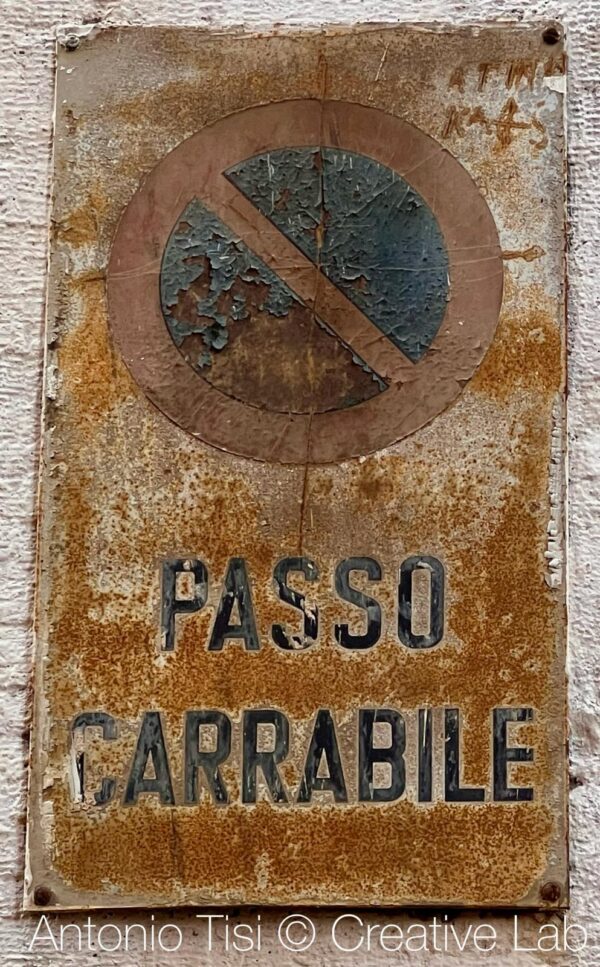 PASSO
CARRABILE
Antonio Tisi © Creative Lab